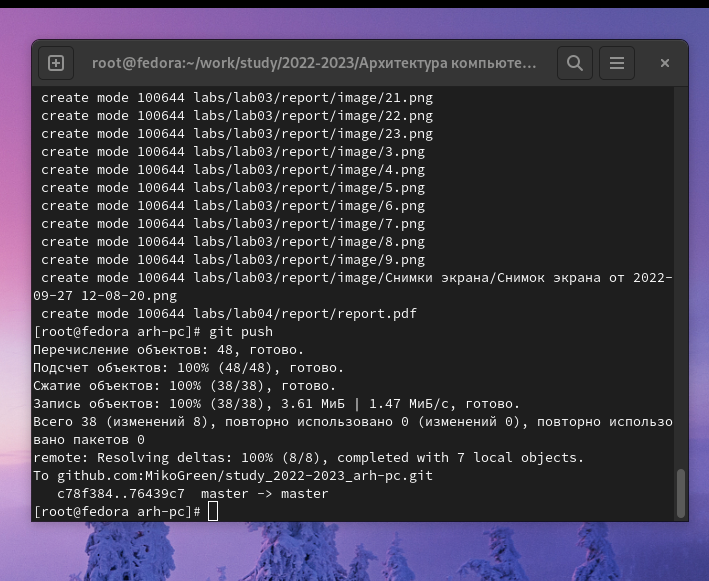 root@fedora:~/work/study/2022-2023/Архитектура компьюте...
create mode 100644 labs/lab03/report/image/21.png
create mode 100644 labs/lab03/report/image/22.png
create mode 100644 labs/lab03/report/image/23.png
create mode 100644 labs/lab03/report/image/3.png
create mode 100644 labs/lab03/report/image/4.png
create mode 100644 labs/lab03/report/image/5.png
create mode 100644 labs/lab03/report/image/6.png
create mode 100644 labs/lab03/report/image/7.png
create mode 100644 labs/lab03/report/image/8.png
create mode 100644 labs/lab03/report/image/9.png
create mode 100644 labs/lab03/report/image/Снимки экрана/Снимок экрана от 2022-
09-27 12-08-20.png
create mode 100644 labs/lab04/report/report.pdf
[root@fedora arh-pc]# git push
Перечисление объектов: 48, готово.
Подсчет объектов: 100% (48/48), готово.
Сжатие объектов: 100% (38/38), готово.
Запись объектов: 100% (38/38), 3.61 МиБ | 1.47 МиБ/с, готово.
Всего 38 (изменений 8), повторно использовано 0 (изменений 0), повторно использо
вано пакетов 0
remote: Resolving deltas: 100% (8/8), completed with 7 local objects.
To github.com:MikoGreen/study_2022-2023_arh-pc.git
c78f384..76439c7  master -> master
[root@fedora arh-pc]#